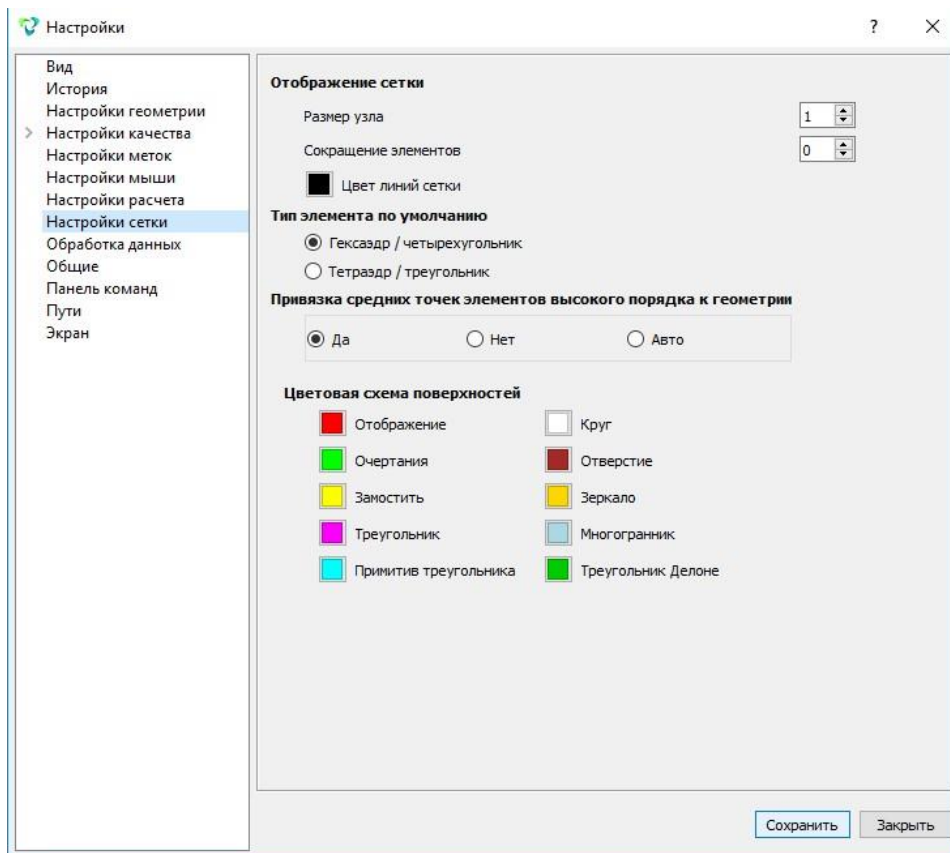 Настройки
?
Вид
История
Настройки геометрии
Настройки качества
Настройки меток
Настройки мыши
Настройки расчета
Настройки сетки
Обработка данных
Общие
Панель команд
Пути
Экран
Отображение сетки
Размер узла 1
Сокращение элементов 0
Цвет линий сетки
Тип элемента по умолчанию
Гексаэдр / четырехугольник
Тетраэдр / треугольник
Привязка средних точек элементов высокого порядка к геометрии
Да Нет Авто
Цветовая схема поверхностей
Отображение Круг
Очертания Отверстие
Замостить Зеркало
Треугольник Многогранник
Примитив треугольника Треугольник Делоне
Сохранить Закрыть